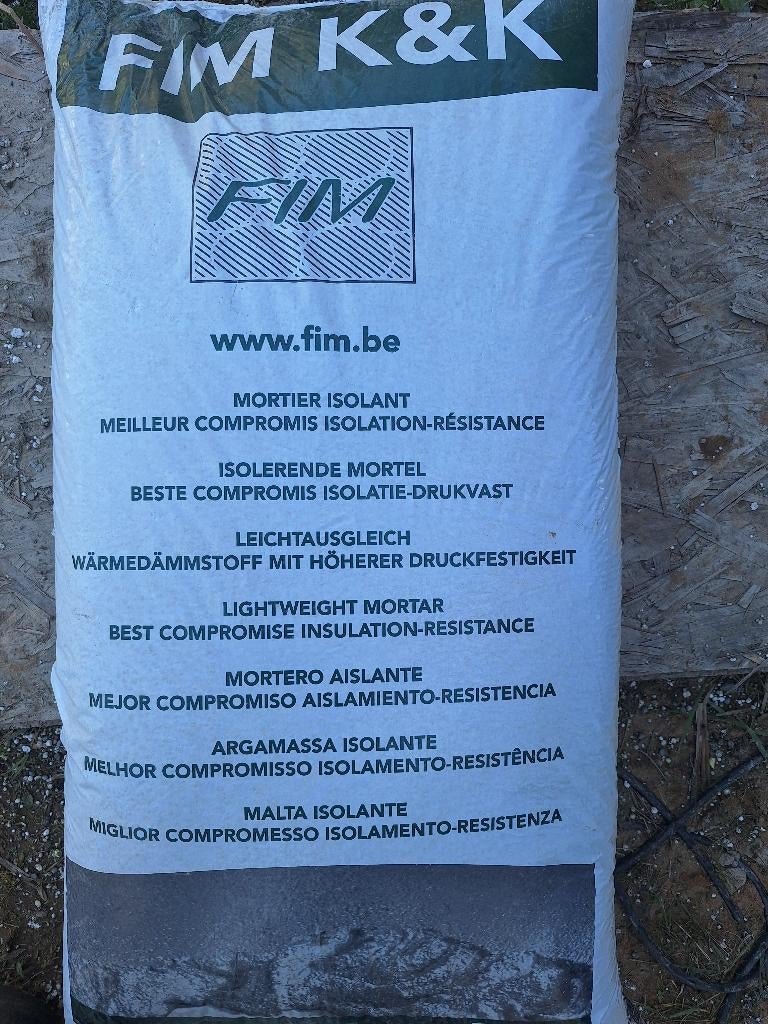 FIM K&K
FIM
www.fim.be
MORTIER ISOLANT
MEILLEUR COMPROMIS ISOLATION-RÉSISTANCE
ISOLERENDE MORTEL
BESTE COMPROMIS ISOLATIE-DRUKVAST
LEICHTAUSGLEICH
WÄRMEDÄMMSTOFF MIT HÖHERER DRUCKFESTIGKEIT
LIGHTWEIGHT MORTAR
BEST COMPROMISE INSULATION-RESISTANCE
MORTERO AISLANTE
MEJOR COMPROMISO AISLAMIENTO-RESISTENCIA
ARGAMASSA ISOLANTE
MELHOR COMPROMISSO ISOLAMENTO-RESISTÊNCIA
MALTA ISOLANTE
MIGLIOR COMPROMESSO ISOLAMENTO-RESISTENZA